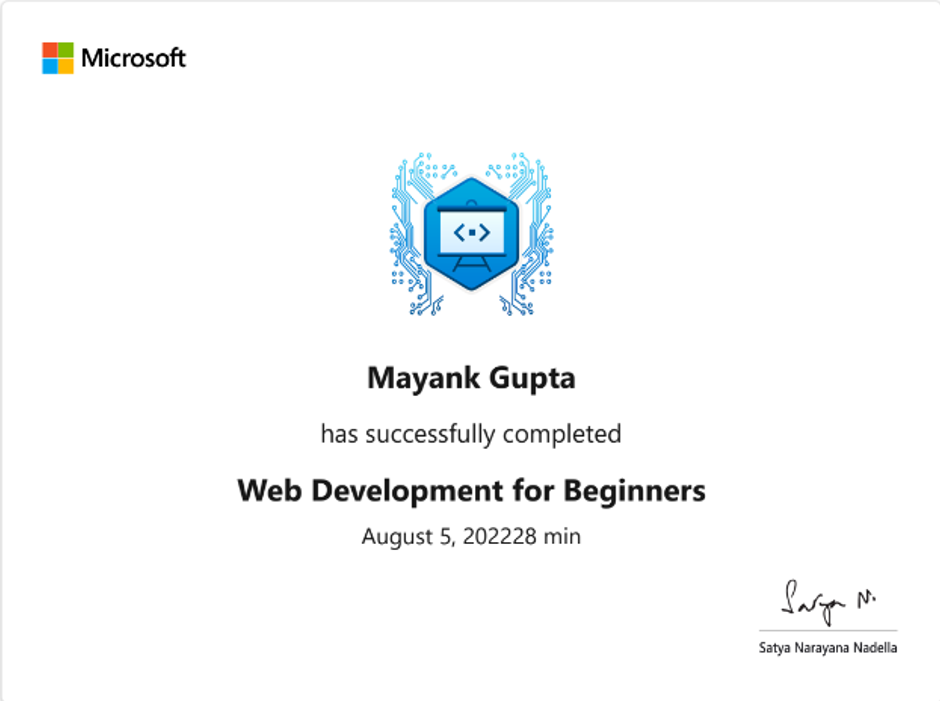 Microsoft
Mayank Gupta
has successfully completed
Web Development for Beginners
August 5, 202228 min
Satya N.
Satya Narayana Nadella